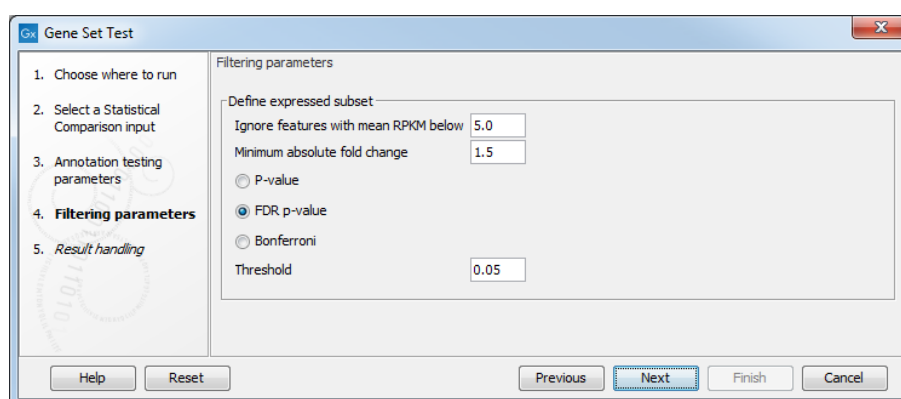 Gx Gene Set Test
X
1. Choose where to run
2. Select a Statistical
Comparison input
3. Annotation testing
parameters
4. Filtering parameters
5. Result handling
Filtering parameters
Define expressed subset
Ignore features with mean RPKM below 5.0
Minimum absolute fold change 1.5
P-value
FDR p-value
Bonferroni
Threshold 0.05
Help Reset Previous Next Finish Cancel